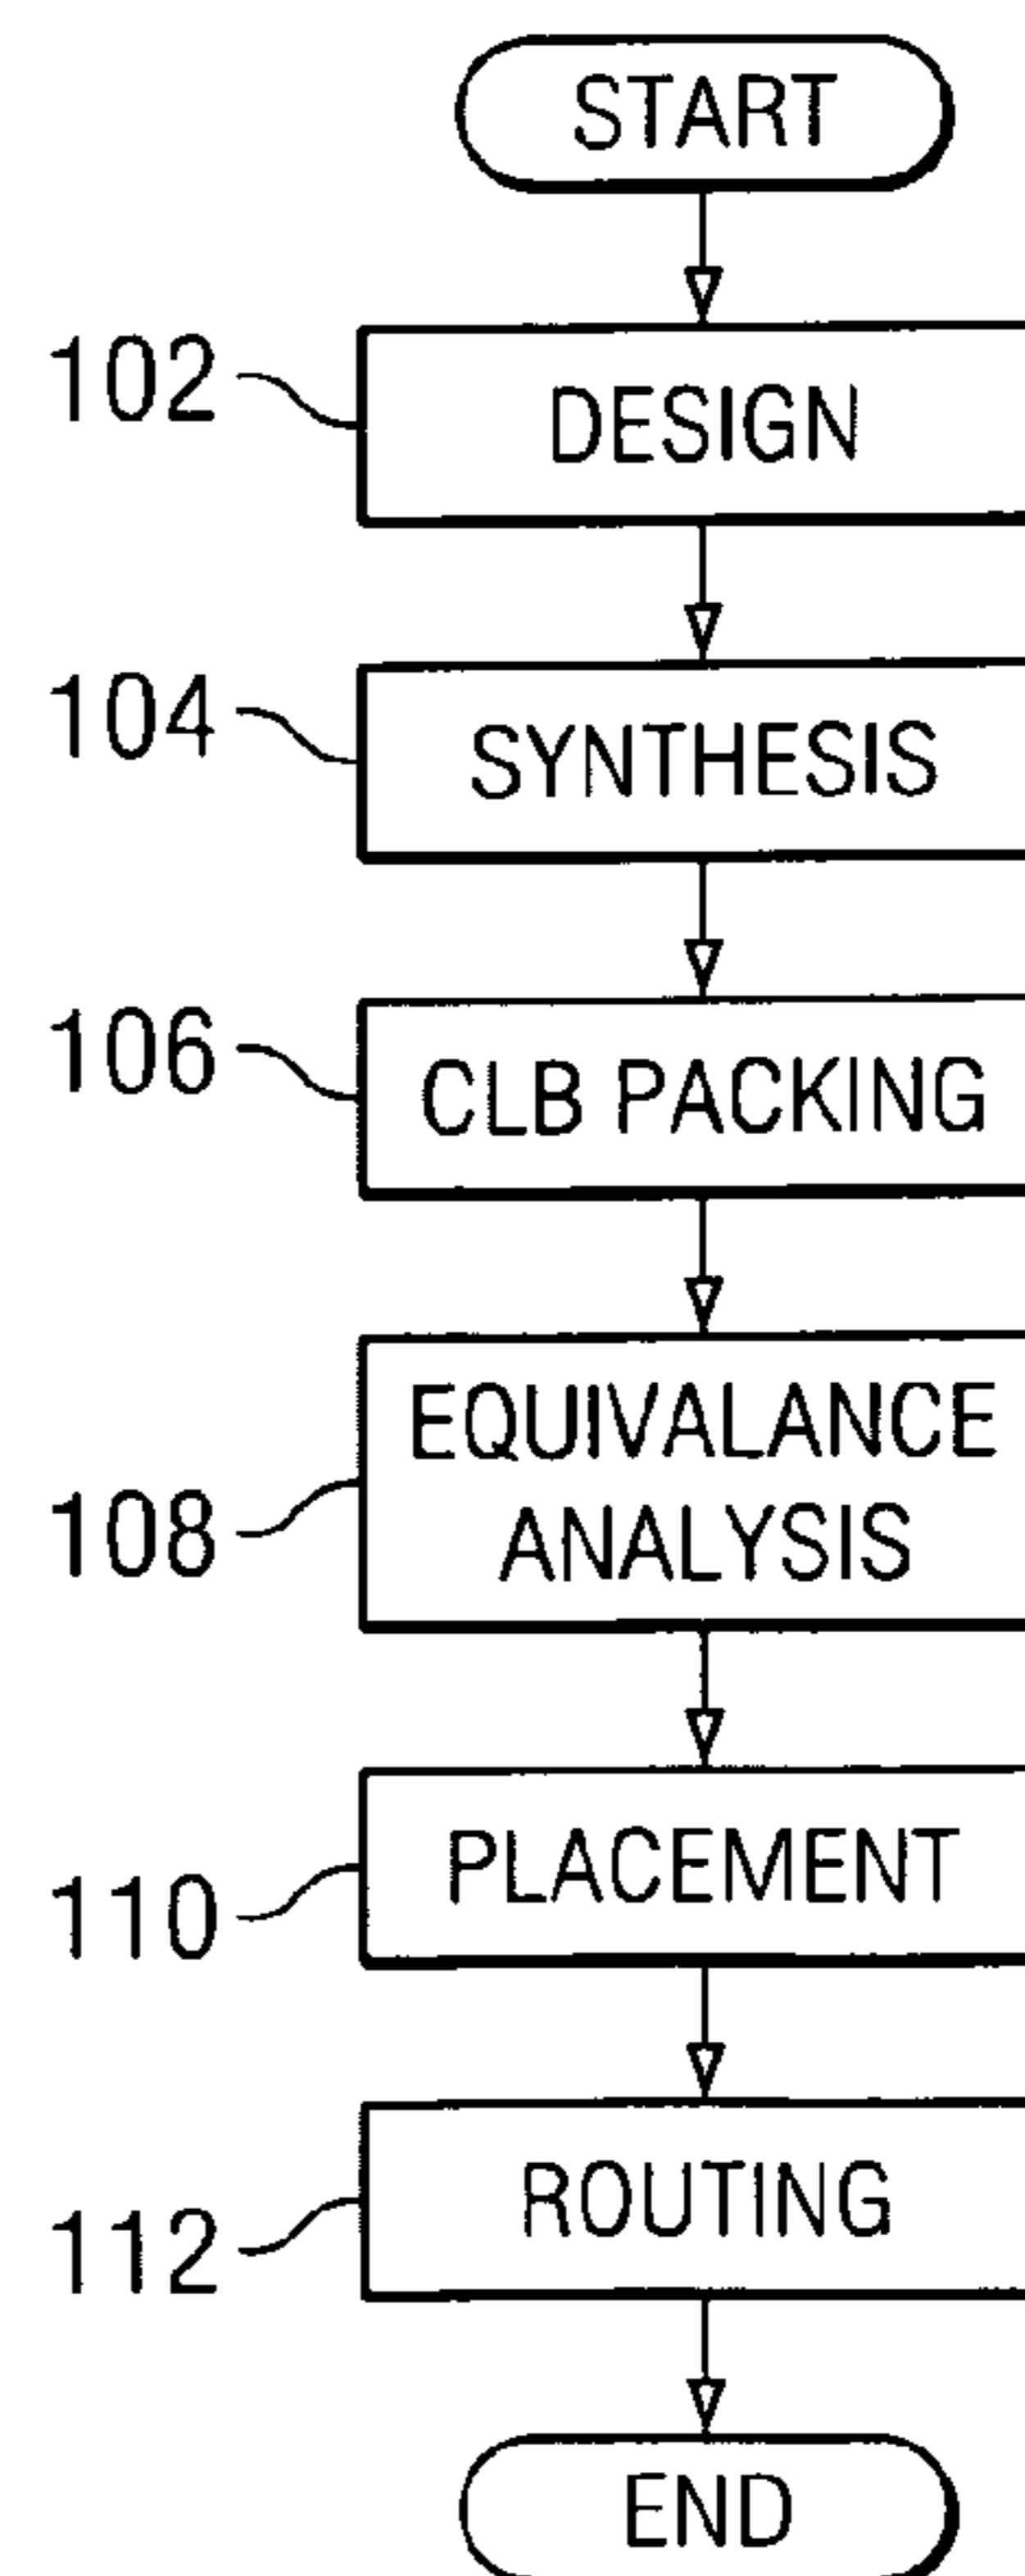 START
102
DESIGN
104
SYNTHESIS
106
CLB PACKING
108
EQUIVALANCE
ANALYSIS
110
PLACEMENT
112
ROUTING
END